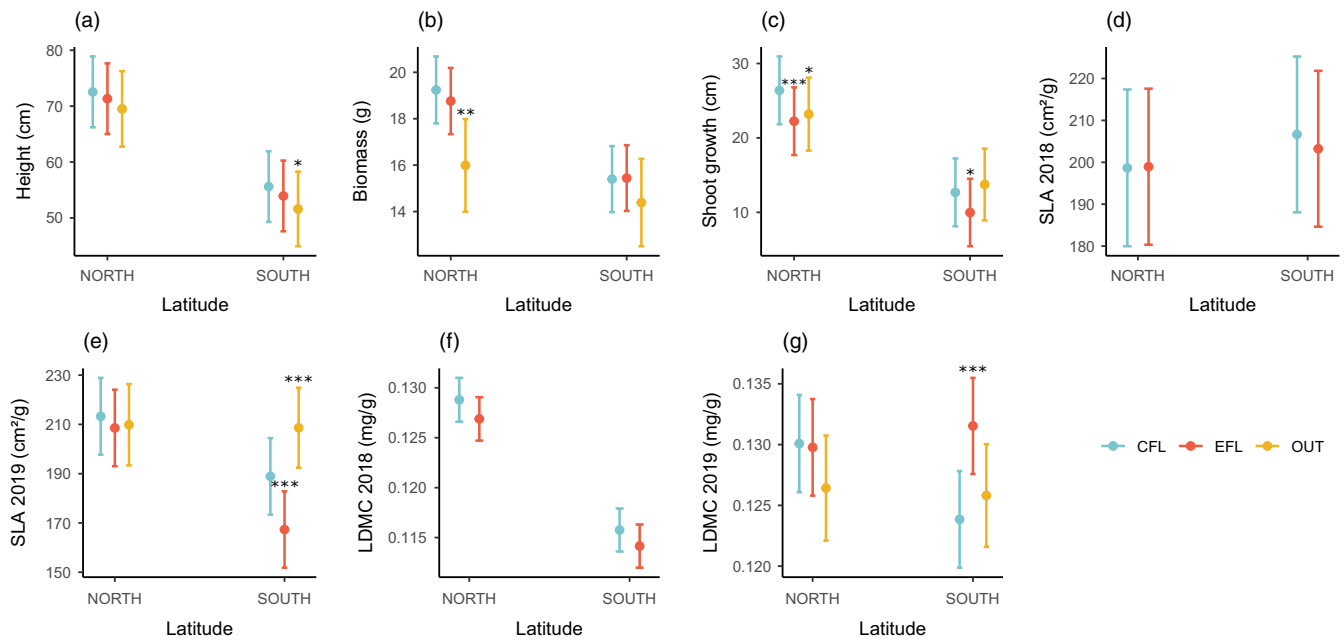 (a)
Height (cm)
80
70
60
50
*
NORTH
SOUTH
Latitude
(b)
Biomass (g)
20
18
16
14
**
NORTH
SOUTH
Latitude
(c)
Shoot growth (cm)
30
20
10
***
*
*
NORTH
SOUTH
Latitude
(d)
SLA 2018 (cm²/g)
220
210
200
190
180
NORTH
SOUTH
Latitude
(e)
SLA 2019 (cm²/g)
230
210
190
170
150
***
***
NORTH
SOUTH
Latitude
(f)
LDMC 2018 (mg/g)
0.130
0.125
0.120
0.115
NORTH
SOUTH
Latitude
(g)
LDMC 2019 (mg/g)
0.135
0.130
0.125
0.120
***
NORTH
SOUTH
Latitude
CFL EFL OUT